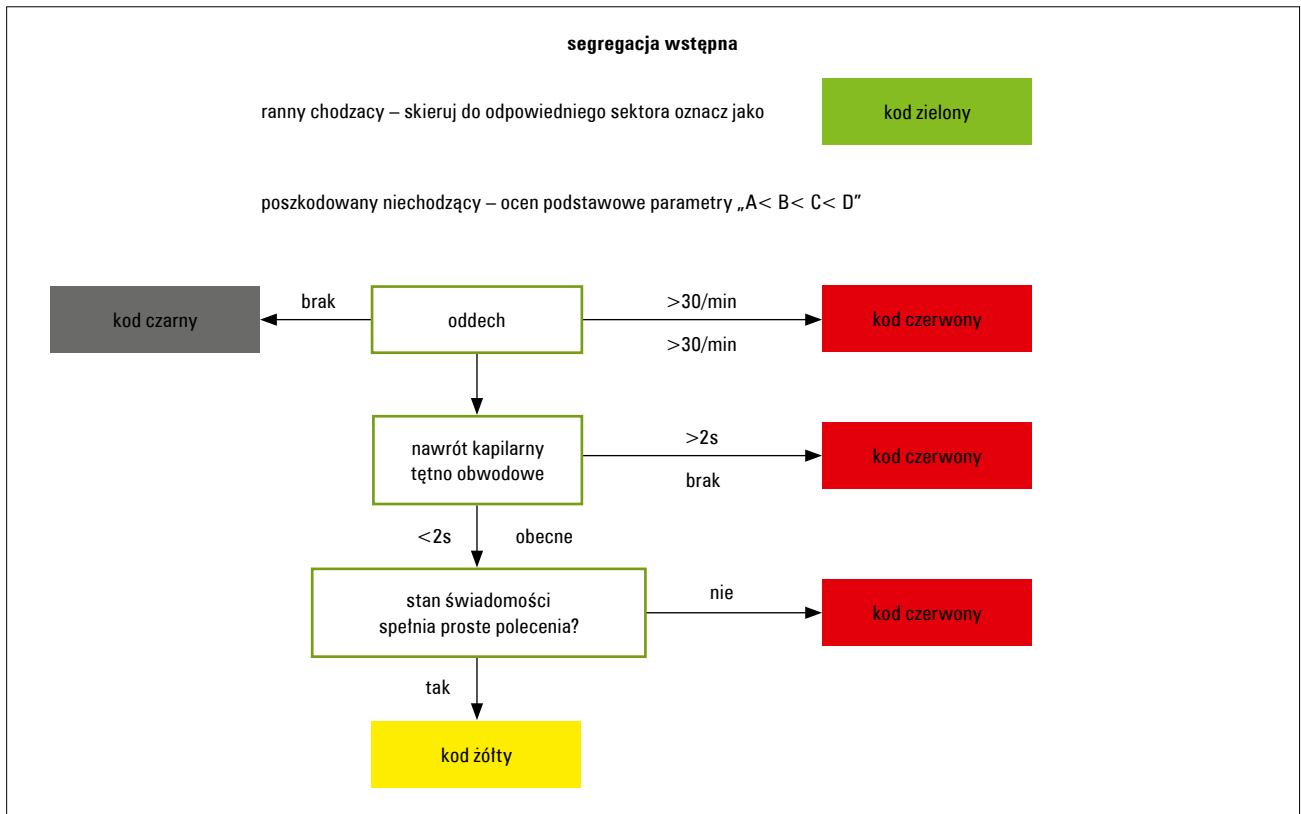 segregacja wstępna
ranny chodzacy – skieruj do odpowiedniego sektora oznacz jako
kod zielony
poszkodowany niechodzący – ocen podstawowe parametry „A< B< C< D”
kod czarny
brak
oddech
>30/min
>30/min
kod czerwony
nawrót kapilarny
tętno obwodowe
>2s
brak
kod czerwony
<2s obecne
stan świadomości
spełnia proste polecenia?
nie
kod czerwony
tak
kod żółty